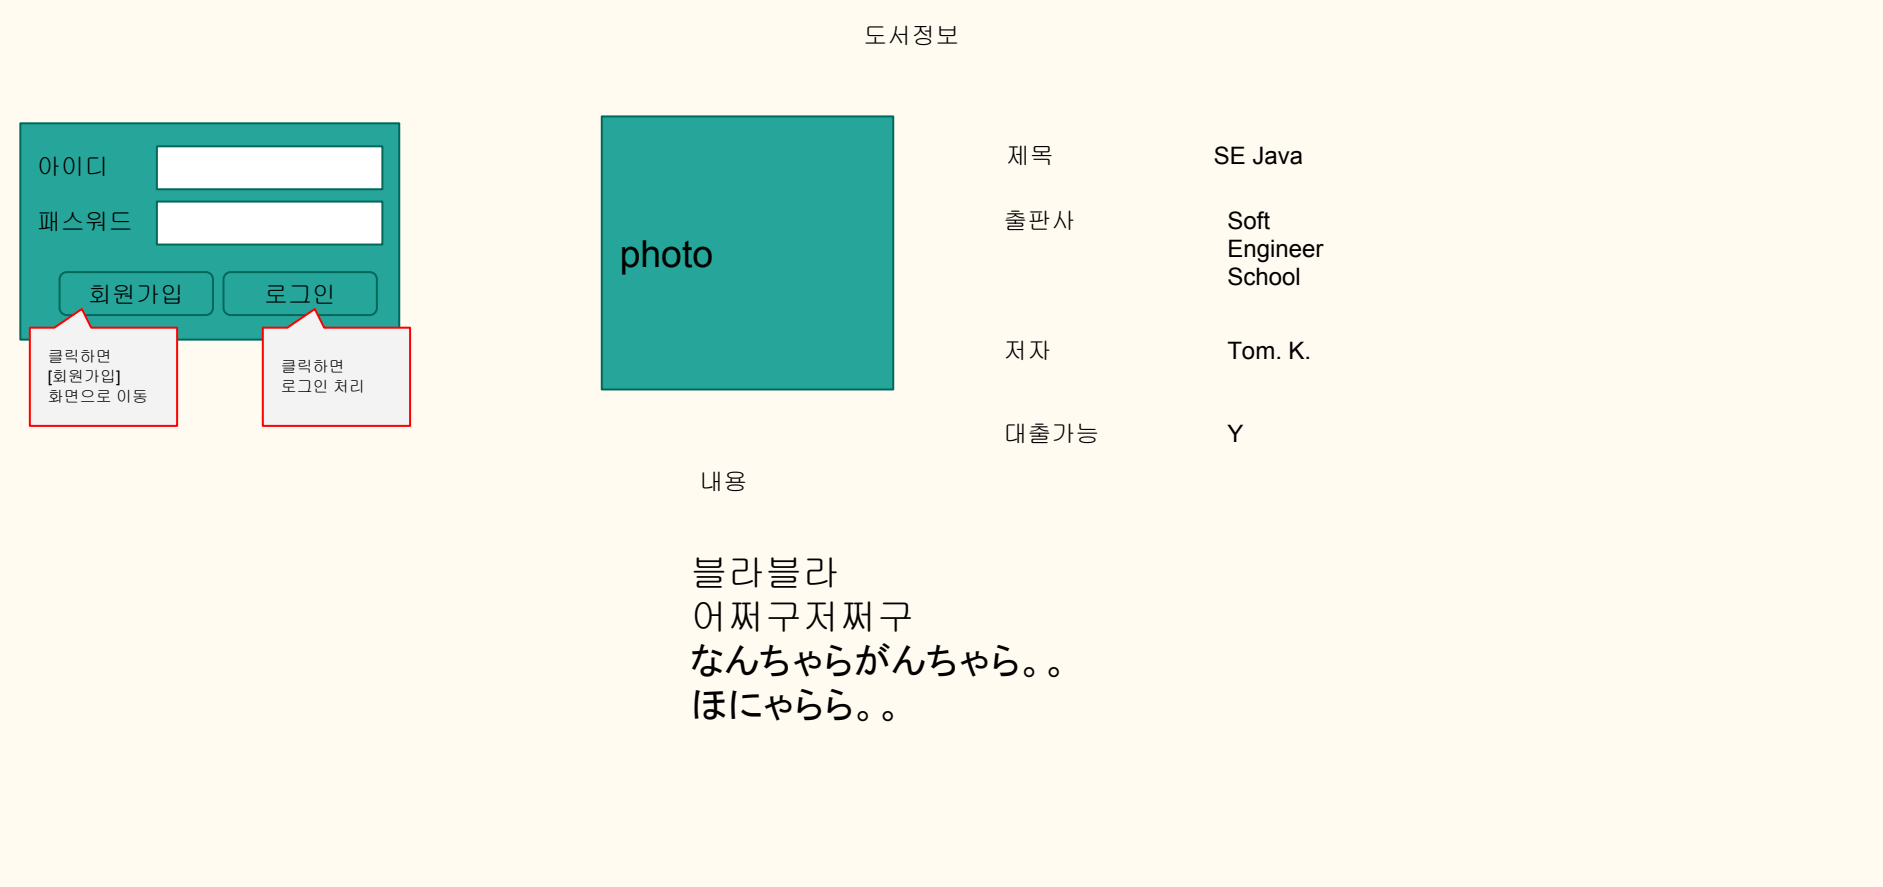 도서정보
아이디
패스워드
회원가입
로그인
클릭하면
[회원가입]
화면으로 이동
클릭하면
로그인 처리
photo
제목
SE Java
출판사
Soft
Engineer
School
저자
Tom. K.
대출가능
Y
내용
블라블라
어쩌구저쩌구
なんちゃらがんちゃら。。
ほにゃらら。。